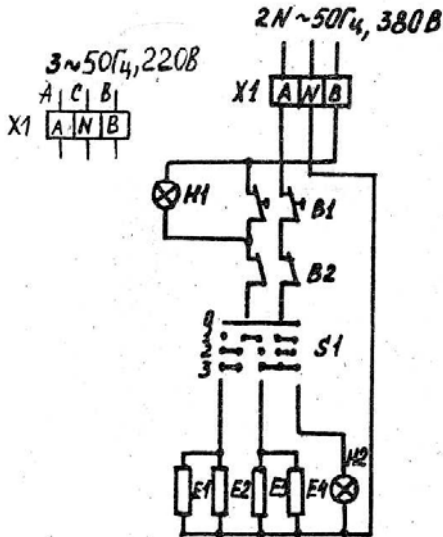 2N~50Гц, 380В
3~50Гц, 220В
A C B
X1 A N B
X1 A N B
H1
B1
B2
0
1
2
3
S1
H2
E1 E2 E3 E4